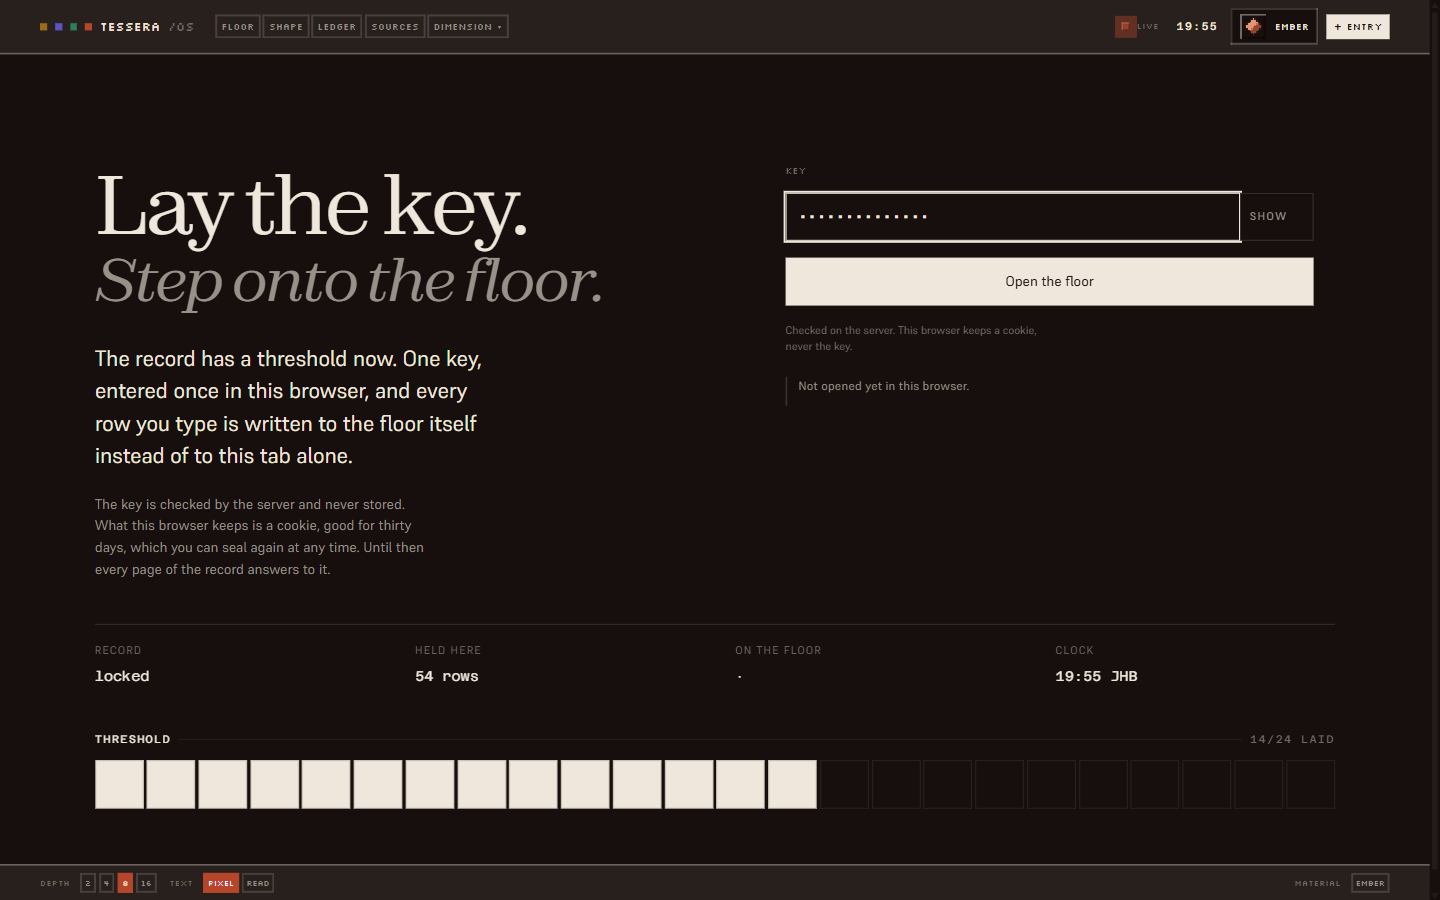 TESSERA /OS FLOOR SHAPE LEDGER SOURCES DIMENSION LIVE 19:55 EMBER + ENTRY
Lay the key.
Step onto the floor.
The record has a threshold now. One key,
entered once in this browser, and every
row you type is written to the floor itself
instead of to this tab alone.
The key is checked by the server and never stored.
What this browser keeps is a cookie, good for thirty
days, which you can seal again at any time. Until then
every page of the record answers to it.
KEY
•••••••••••••• SHOW
Open the floor
Checked on the server. This browser keeps a cookie,
never the key.
Not opened yet in this browser.
RECORD HELD HERE ON THE FLOOR CLOCK
locked 54 rows · 19:55 JHB
THRESHOLD 14/24 LAID
DEPTH 2 4 8 16 TEXT PIXEL READ MATERIAL EMBER